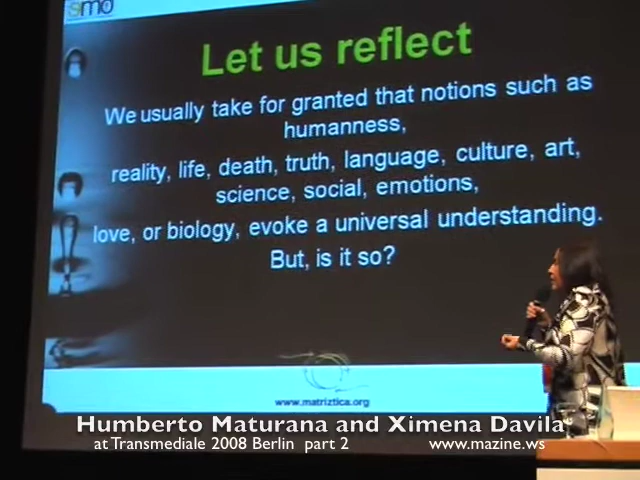 smo
Let us reflect
We usually take for granted that notions such as
humanness,
reality, life, death, truth, language, culture, art,
science, social, emotions,
love, or biology, evoke a universal understanding.
But, is it so?
www.matriztica.org
Humberto Maturana and Ximena Davila
at Transmediale 2008 Berlin part 2 www.mazine.ws